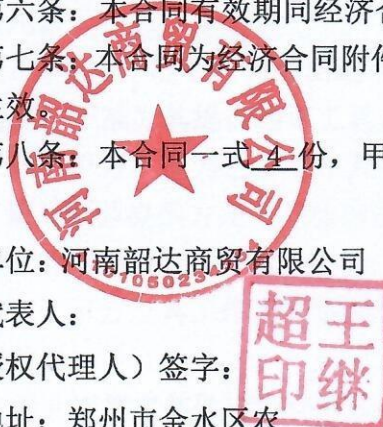 第六条：本合同有效期同经济
第七条：本合同为经济合同附件
生效。
第八条：本合同一式 4 份，甲
单位：河南韶达商贸有限公司
代表人：
授权代理人）签字：
地址：郑州市金水区农
河南韶达商贸有限公司
王继超印